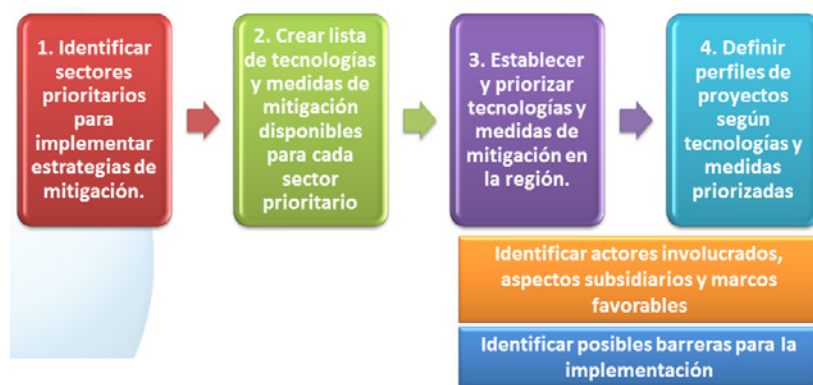 1. Identificar
sectores
prioritarios
para
implementar
estrategias de
mitigación.
2. Crear lista
de tecnologías
y medidas de
mitigación
disponibles
para cada
sector
prioritario
3. Establecer
y priorizar
tecnologías y
medidas de
mitigación en
la región.
4. Definir
perfiles de
proyectos
según
tecnologías y
medidas
priorizadas
Identificar actores involucrados,
aspectos subsidiarios y marcos
favorables
Identificar posibles barreras para la
implementación